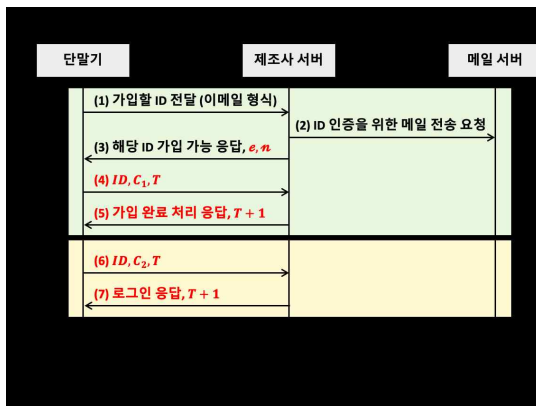 단말기 제조사 서버 메일 서버
(1) 가입할 ID 전달 (이메일 형식)
(2) ID 인증을 위한 메일 전송 요청
(3) 해당 ID 가입 가능 응답, e, n
(4) ID, C₁, T
(5) 가입 완료 처리 응답, T + 1
(6) ID, C₂, T
(7) 로그인 응답, T + 1